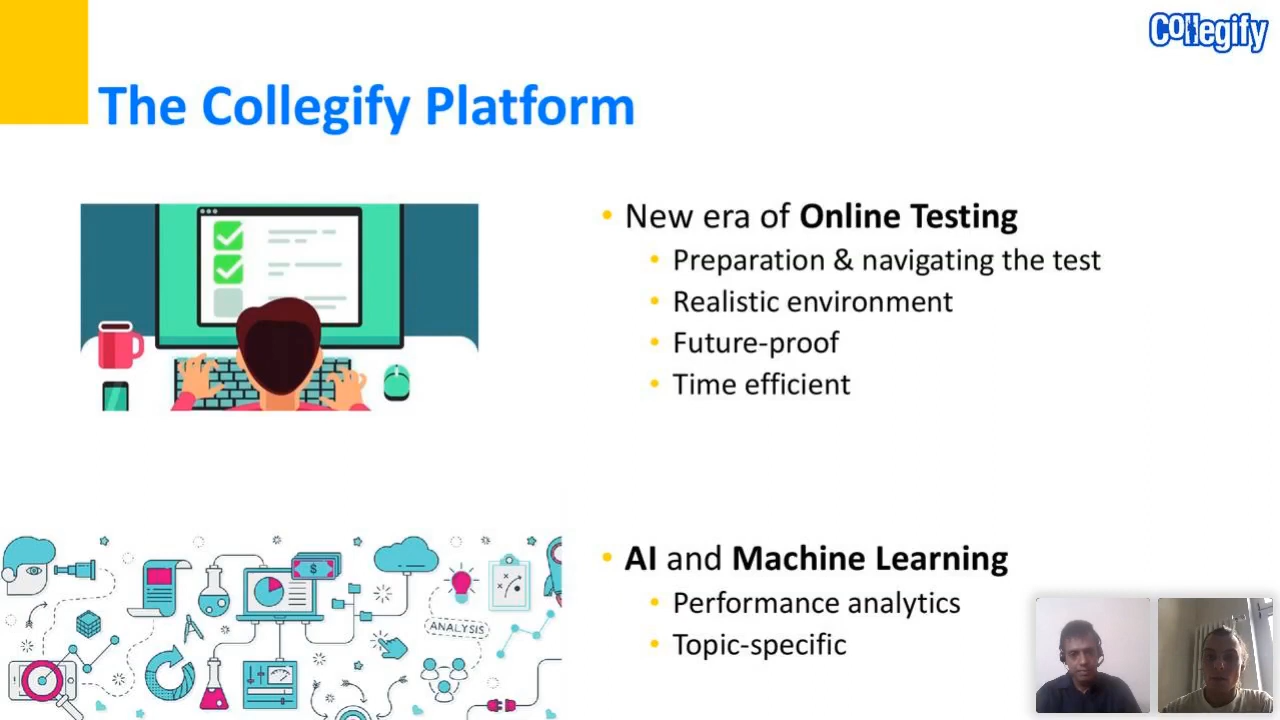 Collegify
The Collegify Platform
• New era of Online Testing
• Preparation & navigating the test
• Realistic environment
• Future-proof
• Time efficient
• AI and Machine Learning
• Performance analytics
• Topic-specific
$
ANALYSIS